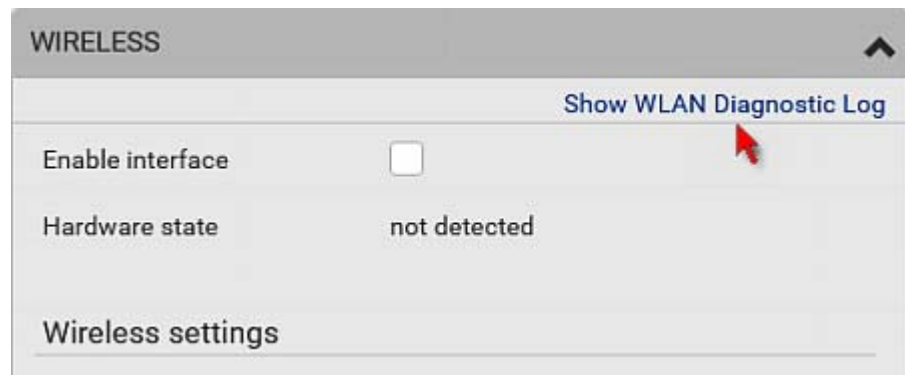 WIRELESS
Show WLAN Diagnostic Log
Enable interface
Hardware state not detected
Wireless settings